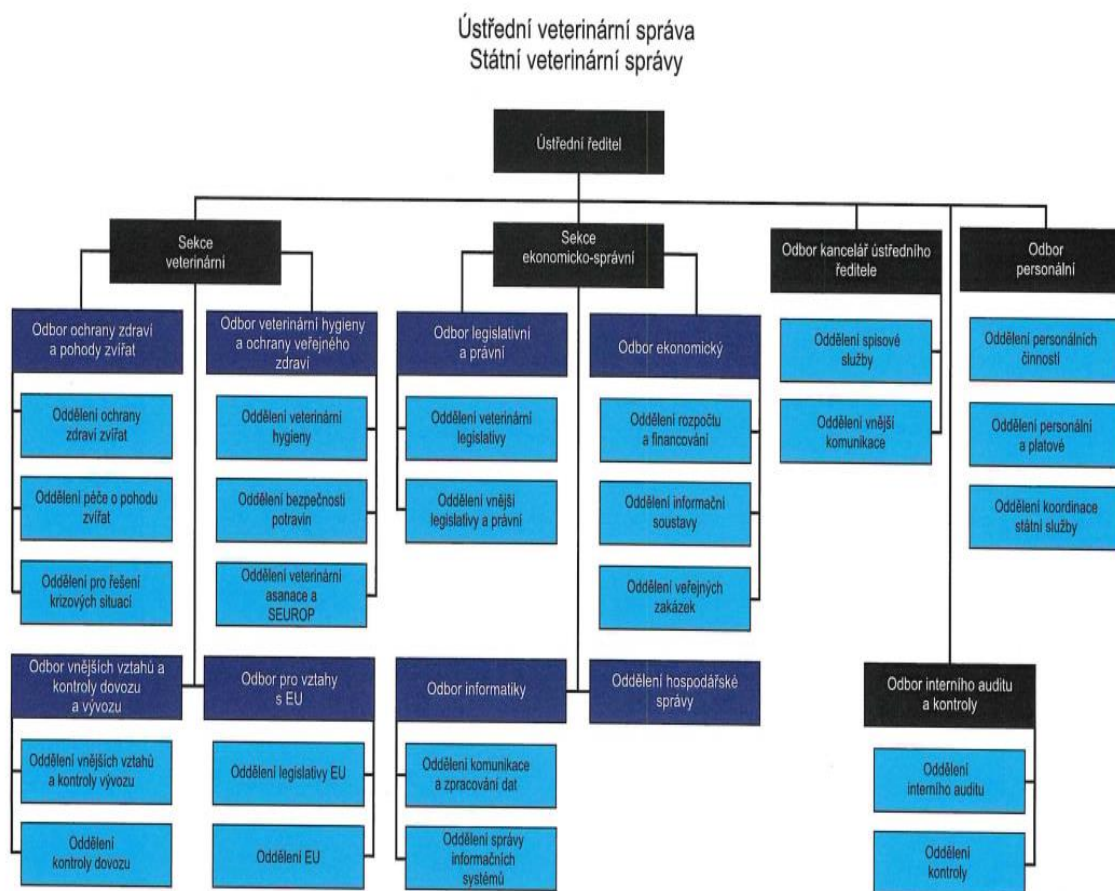 Ústřední veterinární správa
Státní veterinární správy
Ústřední ředitel
Sekce
veterinární
Sekce
ekonomicko-správní
Odbor kancelář ústředního
ředitele
Odbor
personální
Odbor ochrany zdraví
a pohody zvířat
Odbor veterinární hygieny
a ochrany veřejného
zdraví
Odbor legislativní
a právní
Odbor ekonomický
Oddělení spisové
služby
Oddělení personálních
činností
Oddělení ochrany
zdraví zvířat
Oddělení veterinární
hygieny
Oddělení veterinární
legislativy
Oddělení rozpočtu
a financování
Oddělení vnější
komunikace
Oddělení personální
a platové
Oddělení péče o pohodu
zvířat
Oddělení bezpečnosti
potravin
Oddělení vnější
legislativy a právní
Oddělení informační
soustavy
Oddělení koordinace
státní služby
Oddělení pro řešení
krizových situací
Oddělení veterinární
asanace a
SEUROP
Oddělení veřejných
zakázek
Odbor vnějších vztahů a
kontroly dovozu
a vývozu
Odbor pro vztahy
s EU
Odbor informatiky
Oddělení hospodářské
správy
Odbor interního auditu
a kontroly
Oddělení vnějších vztahů
a kontroly vývozu
Oddělení legislativy EU
Oddělení komunikace
a zpracování dat
Oddělení
interního auditu
Oddělení
kontroly dovozu
Oddělení EU
Oddělení správy
informačních
systémů
Oddělení
kontroly